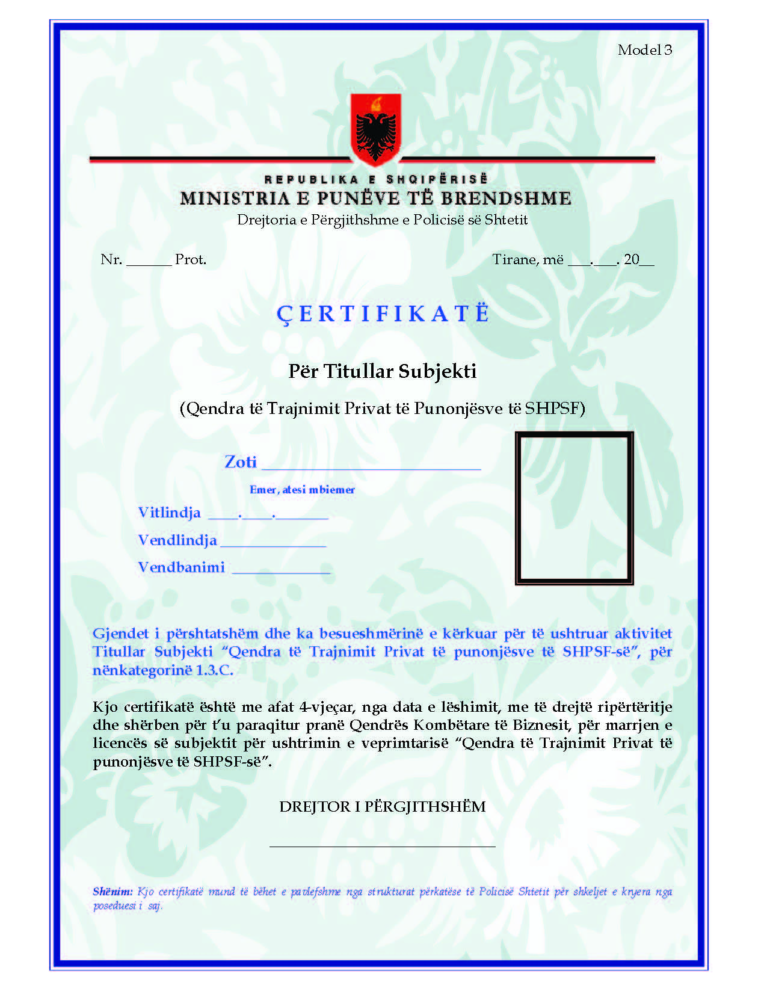 Model 3
REPUBLIKA E SHQIPËRISË
MINISTRIA E PUNËVE TË BRENDSHME
Drejtoria e Përgjithshme e Policisë së Shtetit
Nr. ______ Prot. Tirane, më ___.___. 20__
ÇERTIFIKATË
Për Titullar Subjekti
(Qendra të Trajnimit Privat të Punonjësve të SHPSF)
Zoti _____________________________
Emer, atesi mbiemer
Vitlindja ____.____._______
Vendlindja ______________
Vendbanimi _____________
Gjendet i përshtatshëm dhe ka besueshmërinë e kërkuar për të ushtruar aktivitet
Titullar Subjekti “Qendra të Trajnimit Privat të punonjësve të SHPSF-së”, për
nënkategorinë 1.3.C.
Kjo certifikatë është me afat 4-vjeçar, nga data e lëshimit, me të drejtë ripërtëritje
dhe shërben për t’u paraqitur pranë Qendrës Kombëtare të Biznesit, për marrjen e
licencës së subjektit për ushtrimin e veprimtarisë “Qendra të Trajnimit Privat të
punonjësve të SHPSF-së”.
DREJTOR I PËRGJITHSHËM
______________________________
Shënim: Kjo certifikatë mund të bëhet e pavlefshme nga strukturat përkatëse të Policisë Shtetit për shkeljet e kryera nga
poseduesi i saj.